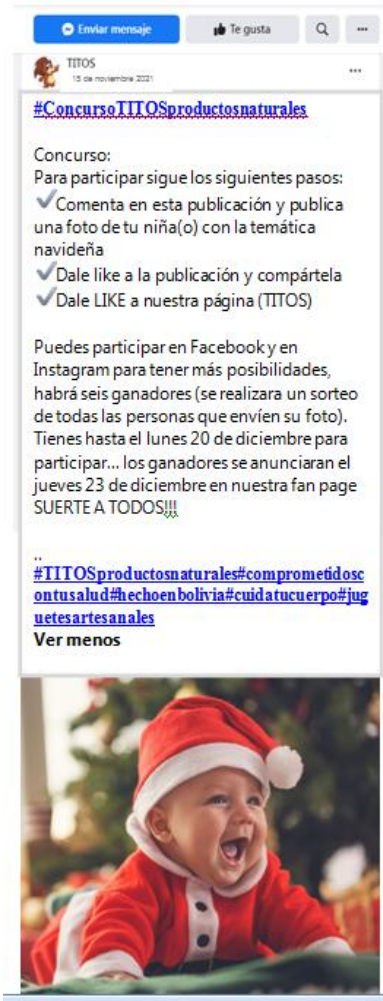 Enviar mensaje
Te gusta
TITOS
15 de noviembre 2021
#ConcursoTITOSproductosnaturales
Concurso:
Para participar sigue los siguientes pasos:
✔Comenta en esta publicación y publica
una foto de tu niña(o) con la temática
navideña
✔Dale like a la publicación y compártela
✔Dale LIKE a nuestra página (TITOS)
Puedes participar en Facebook y en
Instagram para tener más posibilidades,
habrá seis ganadores (se realizara un sorteo
de todas las personas que envíen su foto).
Tienes hasta el lunes 20 de diciembre para
participar... los ganadores se anunciaran el
jueves 23 de diciembre en nuestra fan page
SUERTE A TODOS!!!
..
#TITOSproductosnaturales#comprometidosc
ontusalud#hechoenbolivia#cuidatucuerpo#jug
uetesartesanales
Ver menos